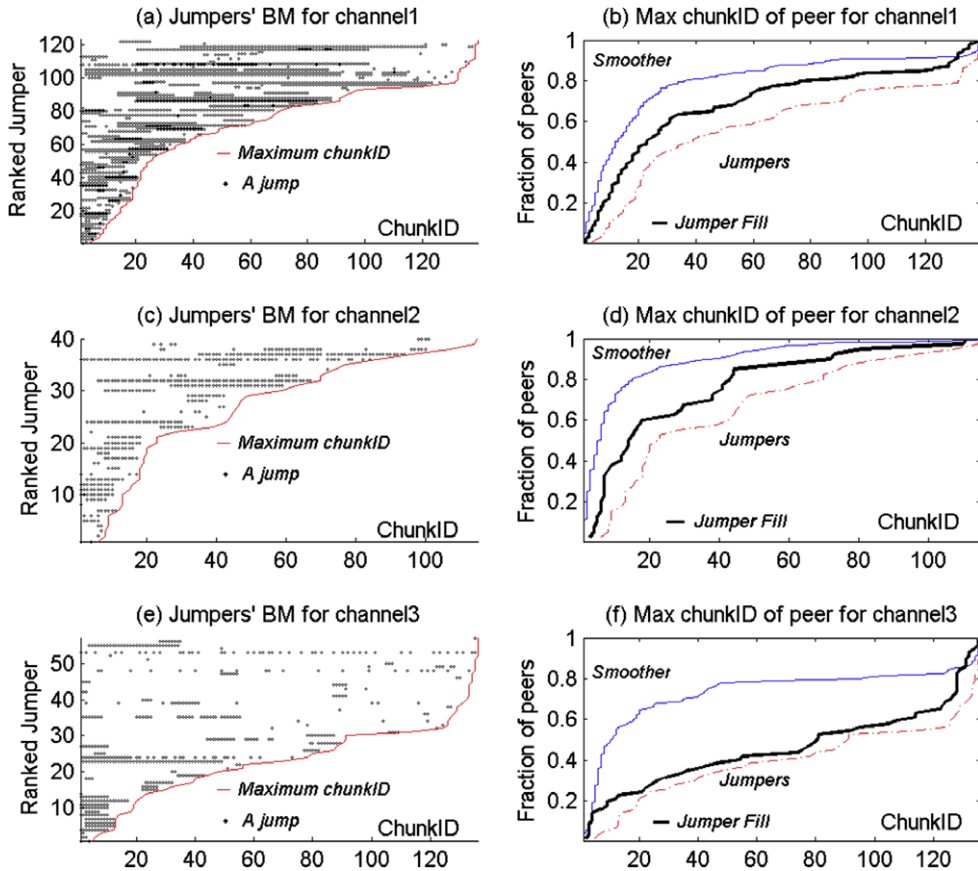 (a) Jumpers' BM for channel1
Ranked Jumper
120
100
80
60
40
20
Maximum chunkID
A jump
ChunkID
20 40 60 80 100 120
(b) Max chunkID of peer for channel1
Fraction of peers
1
0.8
0.6
0.4
0.2
Smoother
Jumpers
Jumper Fill
ChunkID
20 40 60 80 100 120
(c) Jumpers' BM for channel2
Ranked Jumper
40
30
20
10
Maximum chunkID
A jump
ChunkID
20 40 60 80 100
(d) Max chunkID of peer for channel2
Fraction of peers
1
0.8
0.6
0.4
0.2
Smoother
Jumpers
Jumper Fill
ChunkID
20 40 60 80 100
(e) Jumpers' BM for channel3
Ranked Jumper
50
40
30
20
10
Maximum chunkID
A jump
ChunkID
20 40 60 80 100 120
(f) Max chunkID of peer for channel3
Fraction of peers
1
0.8
0.6
0.4
0.2
Smoother
Jumpers
Jumper Fill
ChunkID
20 40 60 80 100 120